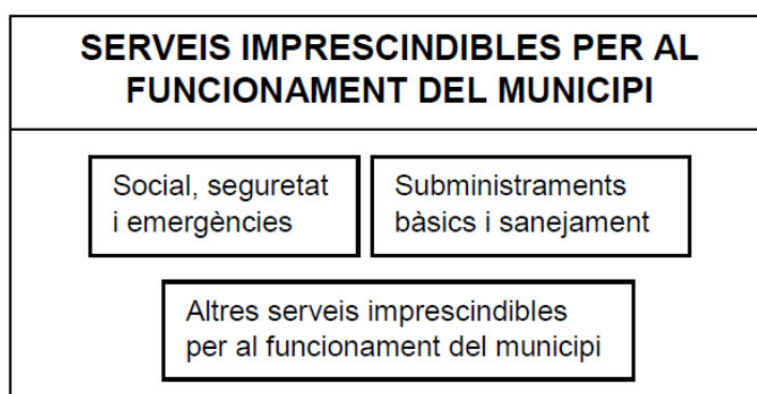 SERVEIS IMPRESCINDIBLES PER AL
FUNCIONAMENT DEL MUNICIPI
Social, seguretat
i emergències
Subministraments
bàsics i sanejament
Altres serveis imprescindibles
per al funcionament del municipi